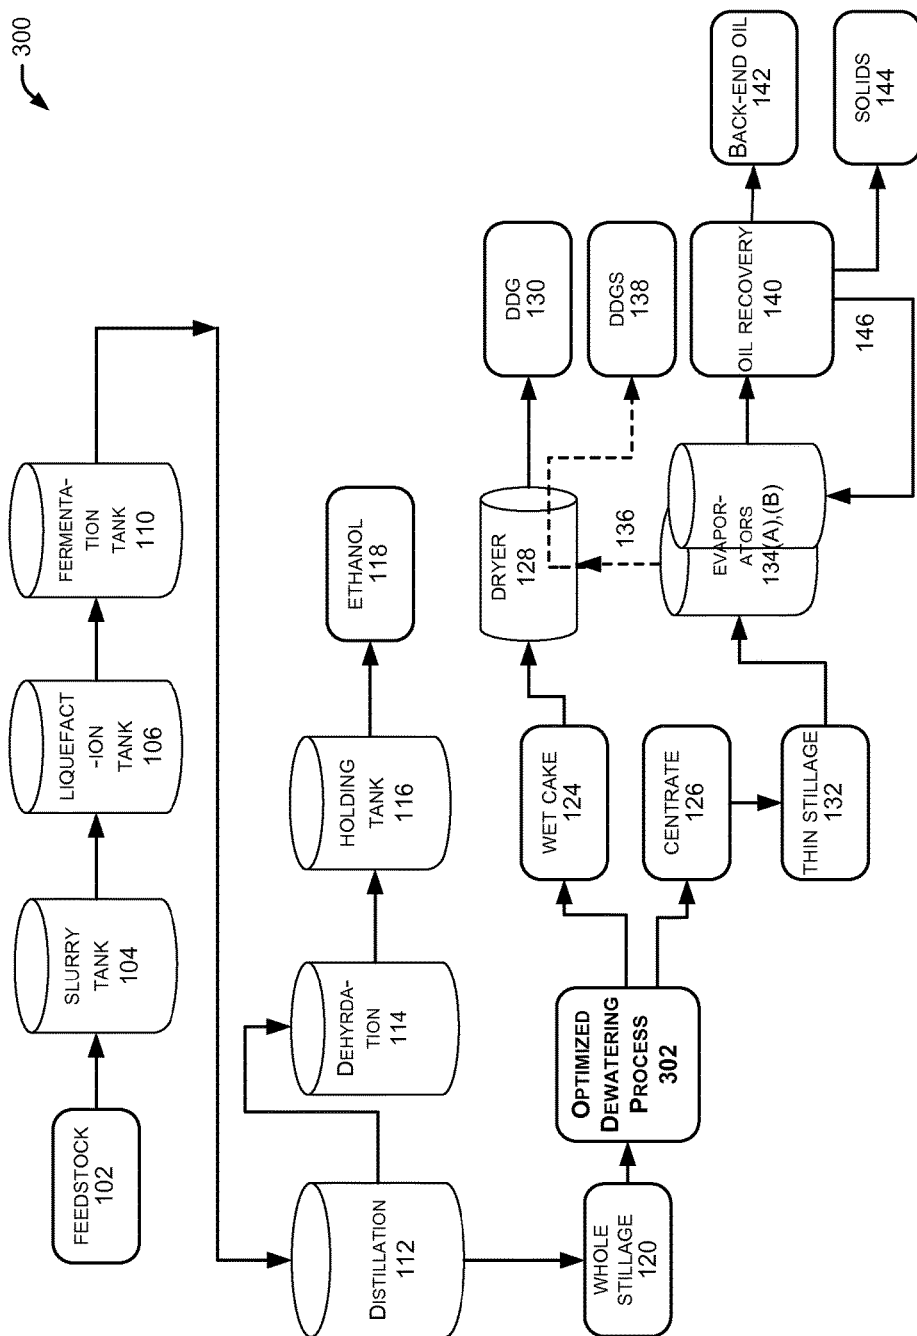 300
FEEDSTOCK
102
SLURRY
TANK
104
LIQUEFACT
-ION
TANK
106
FERMENTA-
TION
TANK
110
DISTILLATION
112
DEHYRDA-
TION
114
HOLDING
TANK
116
ETHANOL
118
WHOLE
STILLAGE
120
OPTIMIZED
DEWATERING
PROCESS
302
WET CAKE
124
CENTRATE
126
THIN STILLAGE
132
DRYER
128
136
EVAPOR-
ATORS
134(A),(B)
DDG
130
DDGS
138
OIL RECOVERY
140
146
BACK-END OIL
142
SOLIDS
144